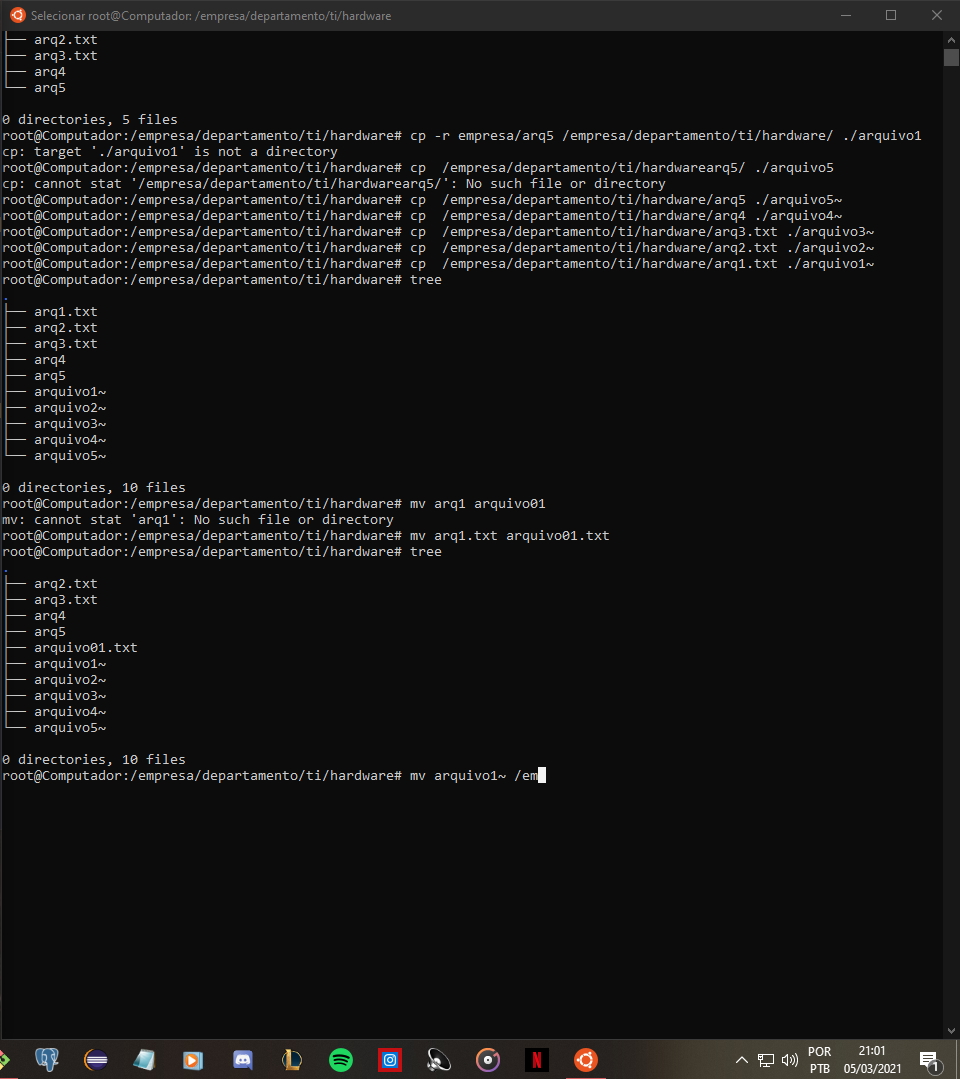 Selecionar root@Computador: /empresa/departamento/ti/hardware
├── arq2.txt
├── arq3.txt
├── arq4
└── arq5
0 directories, 5 files
root@Computador:/empresa/departamento/ti/hardware# cp -r empresa/arq5 /empresa/departamento/ti/hardware/ ./arquivo1
cp: target './arquivo1' is not a directory
root@Computador:/empresa/departamento/ti/hardware# cp  /empresa/departamento/ti/hardwarearq5/ ./arquivo5
cp: cannot stat '/empresa/departamento/ti/hardwarearq5/': No such file or directory
root@Computador:/empresa/departamento/ti/hardware# cp  /empresa/departamento/ti/hardware/arq5 ./arquivo5~
root@Computador:/empresa/departamento/ti/hardware# cp  /empresa/departamento/ti/hardware/arq4 ./arquivo4~
root@Computador:/empresa/departamento/ti/hardware# cp  /empresa/departamento/ti/hardware/arq3.txt ./arquivo3~
root@Computador:/empresa/departamento/ti/hardware# cp  /empresa/departamento/ti/hardware/arq2.txt ./arquivo2~
root@Computador:/empresa/departamento/ti/hardware# cp  /empresa/departamento/ti/hardware/arq1.txt ./arquivo1~
root@Computador:/empresa/departamento/ti/hardware# tree
.
├── arq1.txt
├── arq2.txt
├── arq3.txt
├── arq4
├── arq5
├── arquivo1~
├── arquivo2~
├── arquivo3~
├── arquivo4~
└── arquivo5~
0 directories, 10 files
root@Computador:/empresa/departamento/ti/hardware# mv arq1 arquivo01
mv: cannot stat 'arq1': No such file or directory
root@Computador:/empresa/departamento/ti/hardware# mv arq1.txt arquivo01.txt
root@Computador:/empresa/departamento/ti/hardware# tree
.
├── arq2.txt
├── arq3.txt
├── arq4
├── arq5
├── arquivo01.txt
├── arquivo1~
├── arquivo2~
├── arquivo3~
├── arquivo4~
└── arquivo5~
0 directories, 10 files
root@Computador:/empresa/departamento/ti/hardware# mv arquivo1~ /em
POR
PTB
21:01
05/03/2021
1